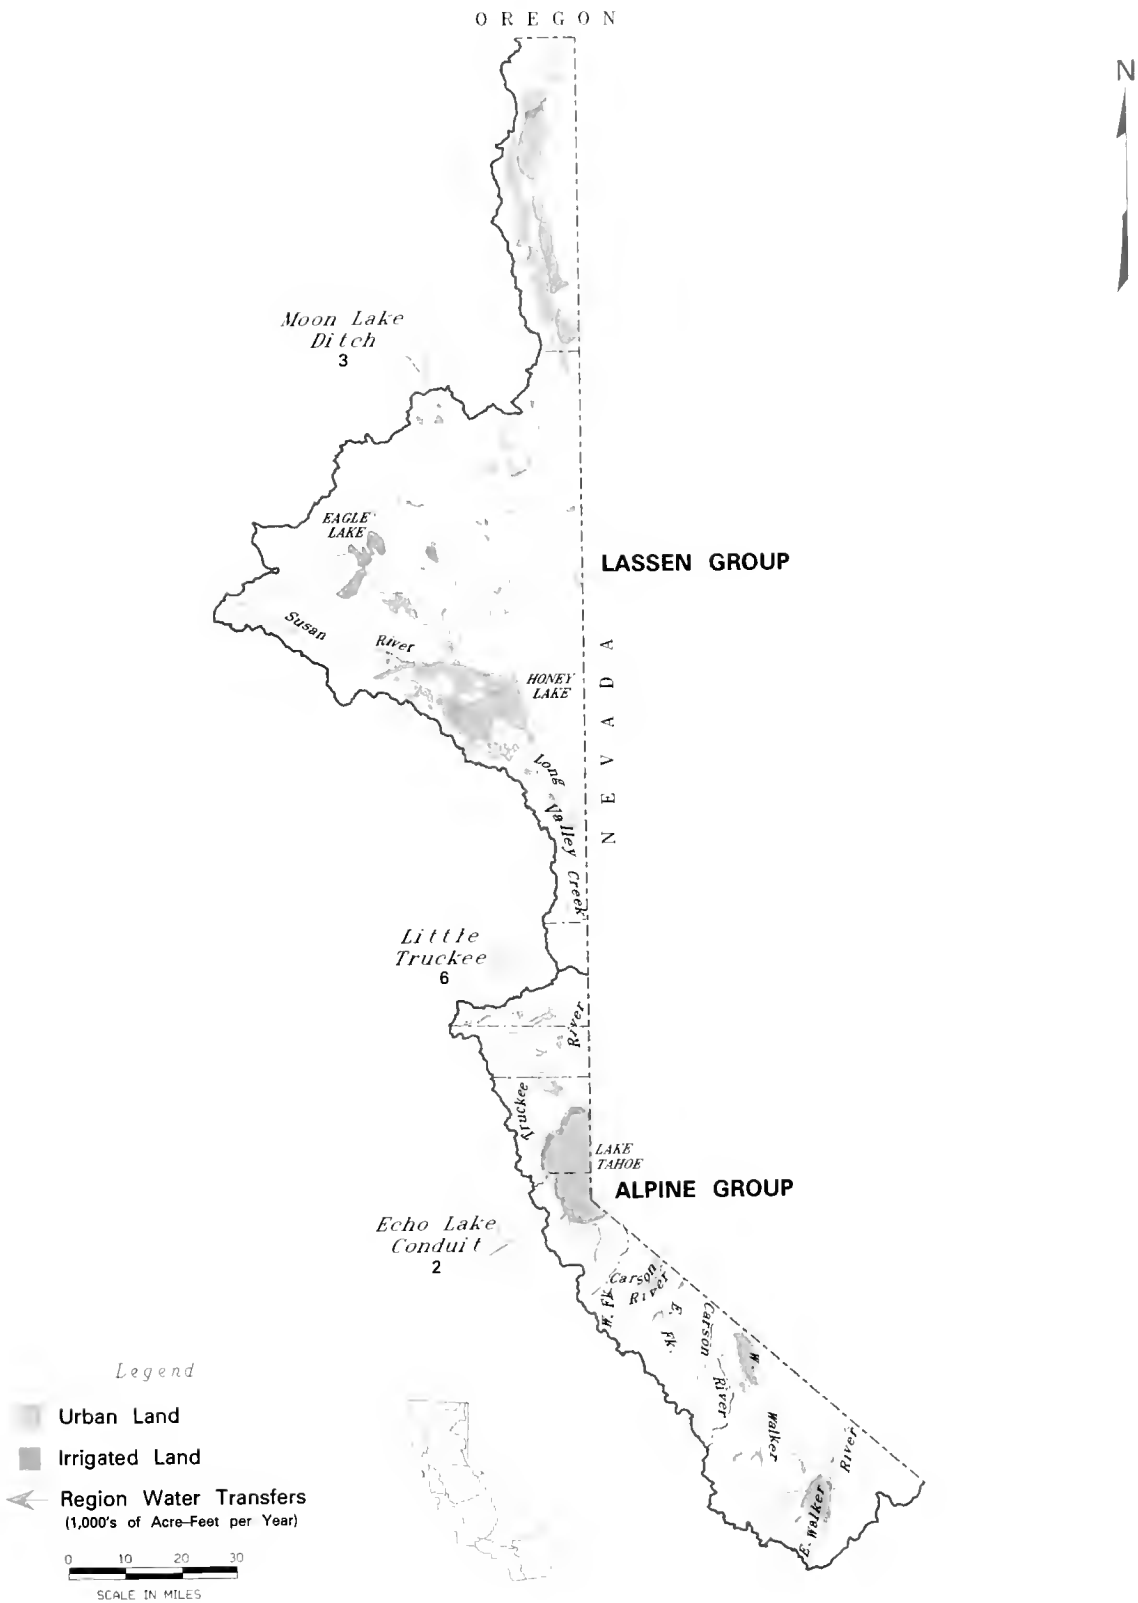 OREGON
N
Moon Lake
Ditch
3
EAGLE
LAKE
LASSEN GROUP
Susan
River
HONEY
LAKE
NEVADA
Long
Valley
Creek
Little
Truckee
6
River
Truckee
LAKE
TAHOE
ALPINE GROUP
Echo Lake
Conduit
2
W. Fk.
Carson
River
E.
Fk.
Carson
River
W.
Walker
River
E. Walker
Legend
Urban Land
Irrigated Land
Region Water Transfers
(1,000's of Acre-Feet per Year)
0 10 20 30
SCALE IN MILES